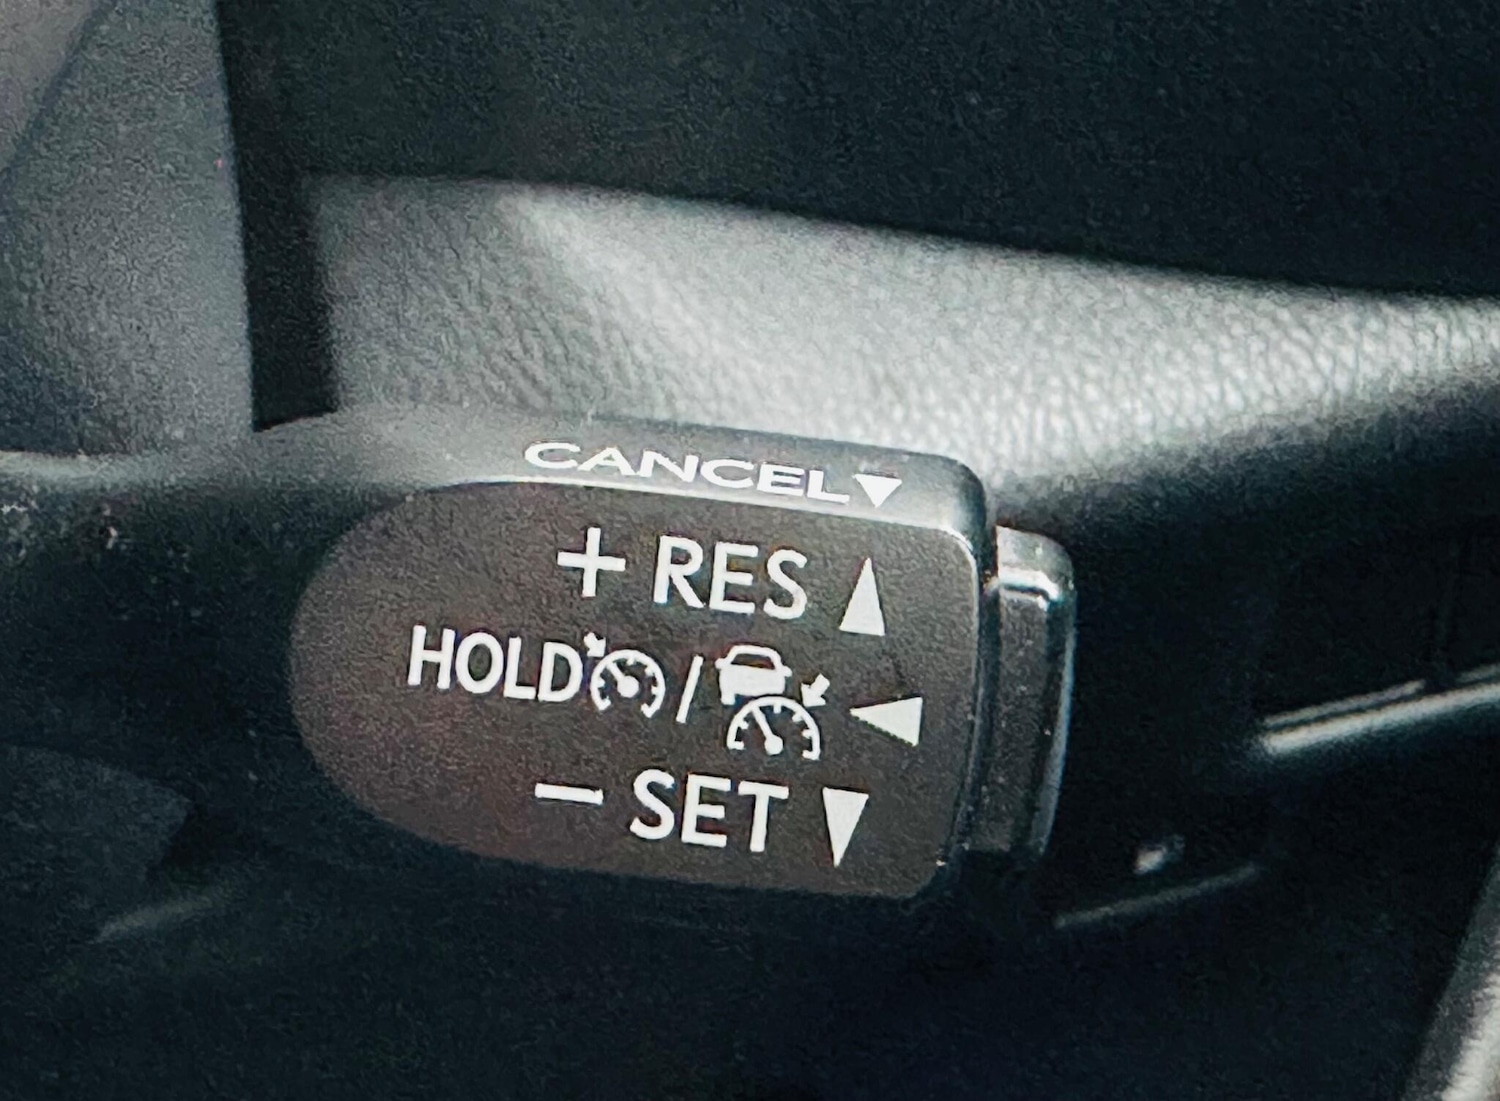 CANCEL▼
+ RES ▲
HOLD / ◀
− SET ▼